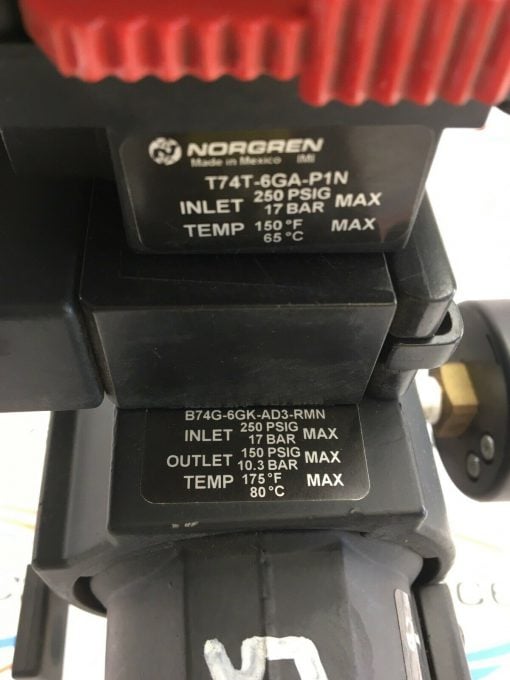 NORGREN
Made in Mexico IMI
T74T-6GA-P1N
INLET 250 PSIG 17 BAR MAX
TEMP 150 °F 65 °C MAX
B74G-6GK-AD3-RMN
INLET 250 PSIG 17 BAR MAX
OUTLET 150 PSIG 10.3 BAR MAX
TEMP 175 °F 80 °C MAX